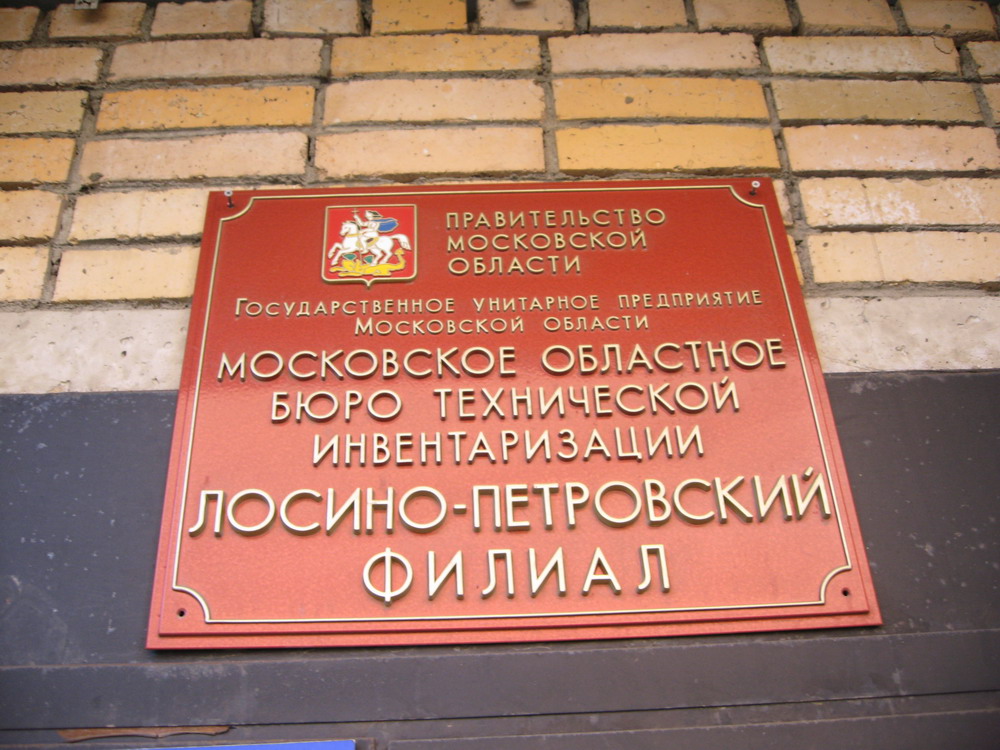 ПРАВИТЕЛЬСТВО
МОСКОВСКОЙ
ОБЛАСТИ
ГОСУДАРСТВЕННОЕ УНИТАРНОЕ ПРЕДПРИЯТИЕ
МОСКОВСКОЙ ОБЛАСТИ
МОСКОВСКОЕ ОБЛАСТНОЕ
БЮРО ТЕХНИЧЕСКОЙ
ИНВЕНТАРИЗАЦИИ
ЛОСИНО-ПЕТРОВСКИЙ
ФИЛИАЛ